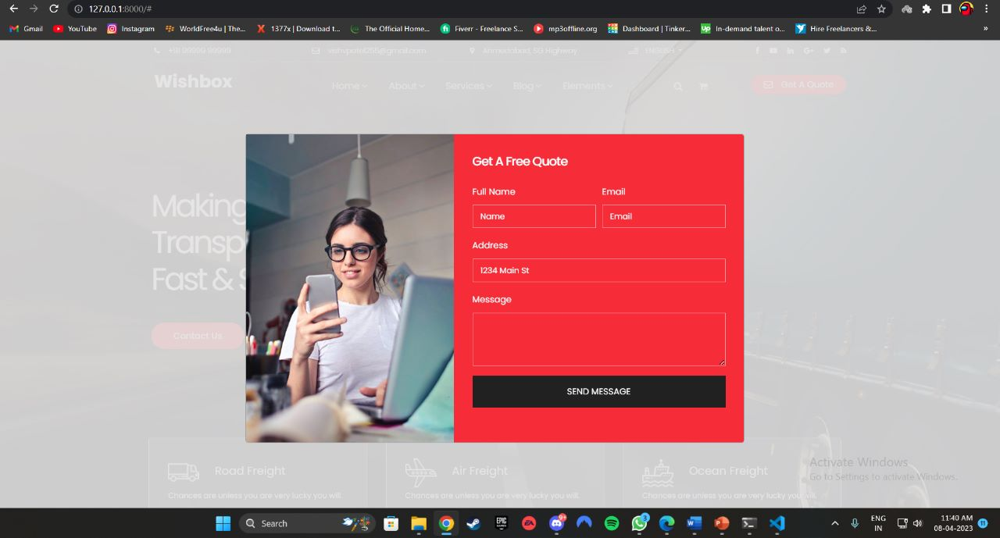 127.0.0.1:8000/#
Gmail YouTube Instagram WorldFree4u | The... 1377x | Download t... The Official Home... Fiverr - Freelance S... mp3offline.org Dashboard | Tinker... In-demand talent o... Hire Freelancers &... »
+91 99999 99999 vishvpatel255@gmail.com Ahmedabad, SG Highway ENGLISH
Wishbox Home About Services Blog Elements Get A Quote
Making
Transp
Fast & S
Contact Us
Get A Free Quote
Full Name Email
Name Email
Address
1234 Main St
Message
SEND MESSAGE
Road Freight Air Freight Ocean Freight
Chances are unless you are very lucky you will. Chances are unless you are very lucky you will. Chances are unless you are very lucky you will.
Activate Windows
Go to Settings to activate Windows.
Search
ENG
IN
11:40 AM
08-04-2023